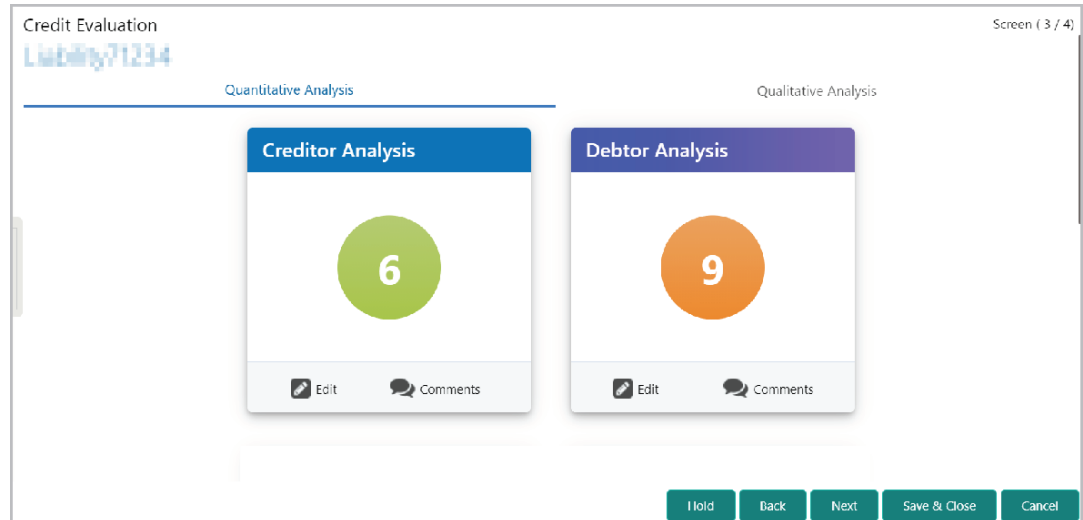 Credit Evaluation Screen ( 3 / 4)
Liability71234
Quantitative Analysis Qualitative Analysis
Creditor Analysis Debtor Analysis
6 9
Edit Comments Edit Comments
Hold Back Next Save & Close Cancel